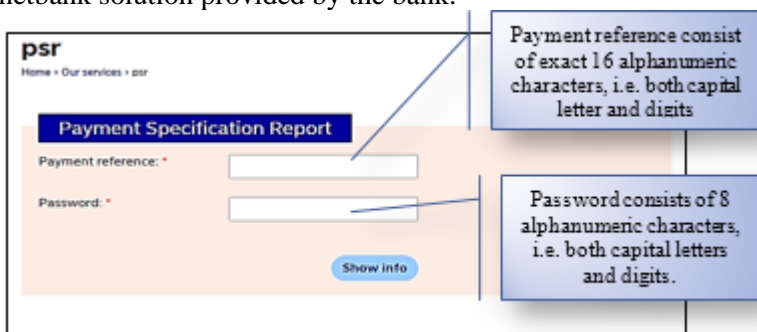 netbank solution provided by the bank.
psr
Home › Our services › psr
Payment Specification Report
Payment reference: *
Password: *
Show info
Payment reference consist
of exact 16 alphanumeric
characters, i.e. both capital
letter and digits
Password consists of 8
alphanumeric characters,
i.e. both capital letters
and digits.